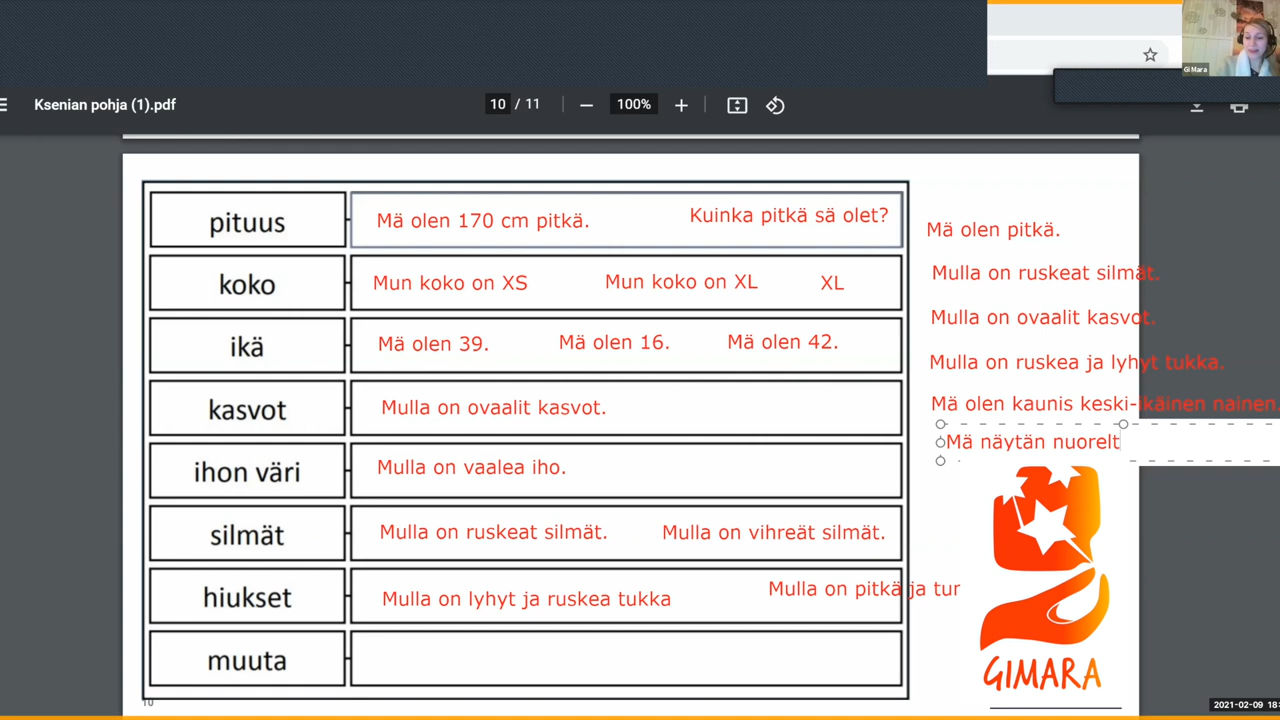 Gi Mara
Ksenian pohja (1).pdf
10 / 11
100%
pituus
Mä olen 170 cm pitkä.
Kuinka pitkä sä olet?
koko
Mun koko on XS
Mun koko on XL
XL
ikä
Mä olen 39.
Mä olen 16.
Mä olen 42.
kasvot
Mulla on ovaalit kasvot.
ihon väri
Mulla on vaalea iho.
silmät
Mulla on ruskeat silmät.
Mulla on vihreät silmät.
hiukset
Mulla on lyhyt ja ruskea tukka
Mulla on pitkä ja tur
muuta
Mä olen pitkä.
Mulla on ruskeat silmät.
Mulla on ovaalit kasvot.
Mulla on ruskea ja lyhyt tukka.
Mä olen kaunis keski-ikäinen nainen.
Mä näytän nuorelt
GIMARA
10
2021-02-09 18